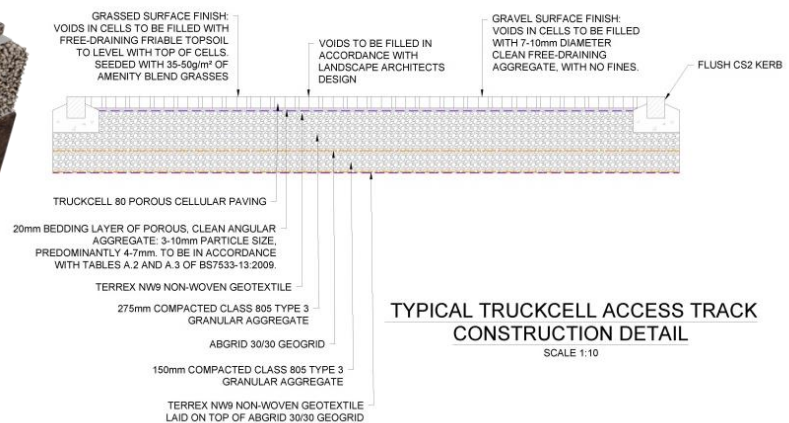 GRASSED SURFACE FINISH:
VOIDS IN CELLS TO BE FILLED WITH
FREE-DRAINING FRIABLE TOPSOIL
TO LEVEL WITH TOP OF CELLS.
SEEDED WITH 35-50g/m² OF
AMENITY BLEND GRASSES
VOIDS TO BE FILLED IN
ACCORDANCE WITH
LANDSCAPE ARCHITECTS
DESIGN
GRAVEL SURFACE FINISH:
VOIDS IN CELLS TO BE FILLED
WITH 7-10mm DIAMETER
CLEAN FREE-DRAINING
AGGREGATE, WITH NO FINES.
FLUSH CS2 KERB
TRUCKCELL 80 POROUS CELLULAR PAVING
20mm BEDDING LAYER OF POROUS, CLEAN ANGULAR
AGGREGATE: 3-10mm PARTICLE SIZE,
PREDOMINANTLY 4-7mm. TO BE IN ACCORDANCE
WITH TABLES A.2 AND A.3 OF BS7533-13:2009.
TERREX NW9 NON-WOVEN GEOTEXTILE
275mm COMPACTED CLASS 805 TYPE 3
GRANULAR AGGREGATE
ABGRID 30/30 GEOGRID
150mm COMPACTED CLASS 805 TYPE 3
GRANULAR AGGREGATE
TERREX NW9 NON-WOVEN GEOTEXTILE
LAID ON TOP OF ABGRID 30/30 GEOGRID
TYPICAL TRUCKCELL ACCESS TRACK
CONSTRUCTION DETAIL
SCALE 1:10